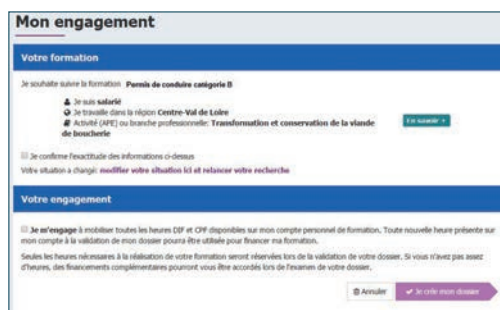 Mon engagement
Votre formation
Je souhaite suivre la formation Permis de conduire catégorie B
Je suis salarié
Je travaille dans la région Centre-Val de Loire
Activité (APE) ou branche professionnelle: Transformation et conservation de la viande
de boucherie
En savoir +
Je confirme l'exactitude des informations ci-dessus
Votre situation a changé: modifier votre situation ici et relancer votre recherche
Votre engagement
Je m'engage à mobiliser toutes les heures DIF et CPF disponibles sur mon compte personnel de formation. Toute nouvelle heure présente sur
mon compte à la validation de mon dossier pourra être utilisée pour financer ma formation.
Seules les heures nécessaires à la réalisation de votre formation seront réservées lors de la validation de votre dossier. Si vous n'avez pas assez
d'heures, des financements complémentaires pourront vous être accordés lors de l'examen de votre dossier.
Annuler
Je crée mon dossier